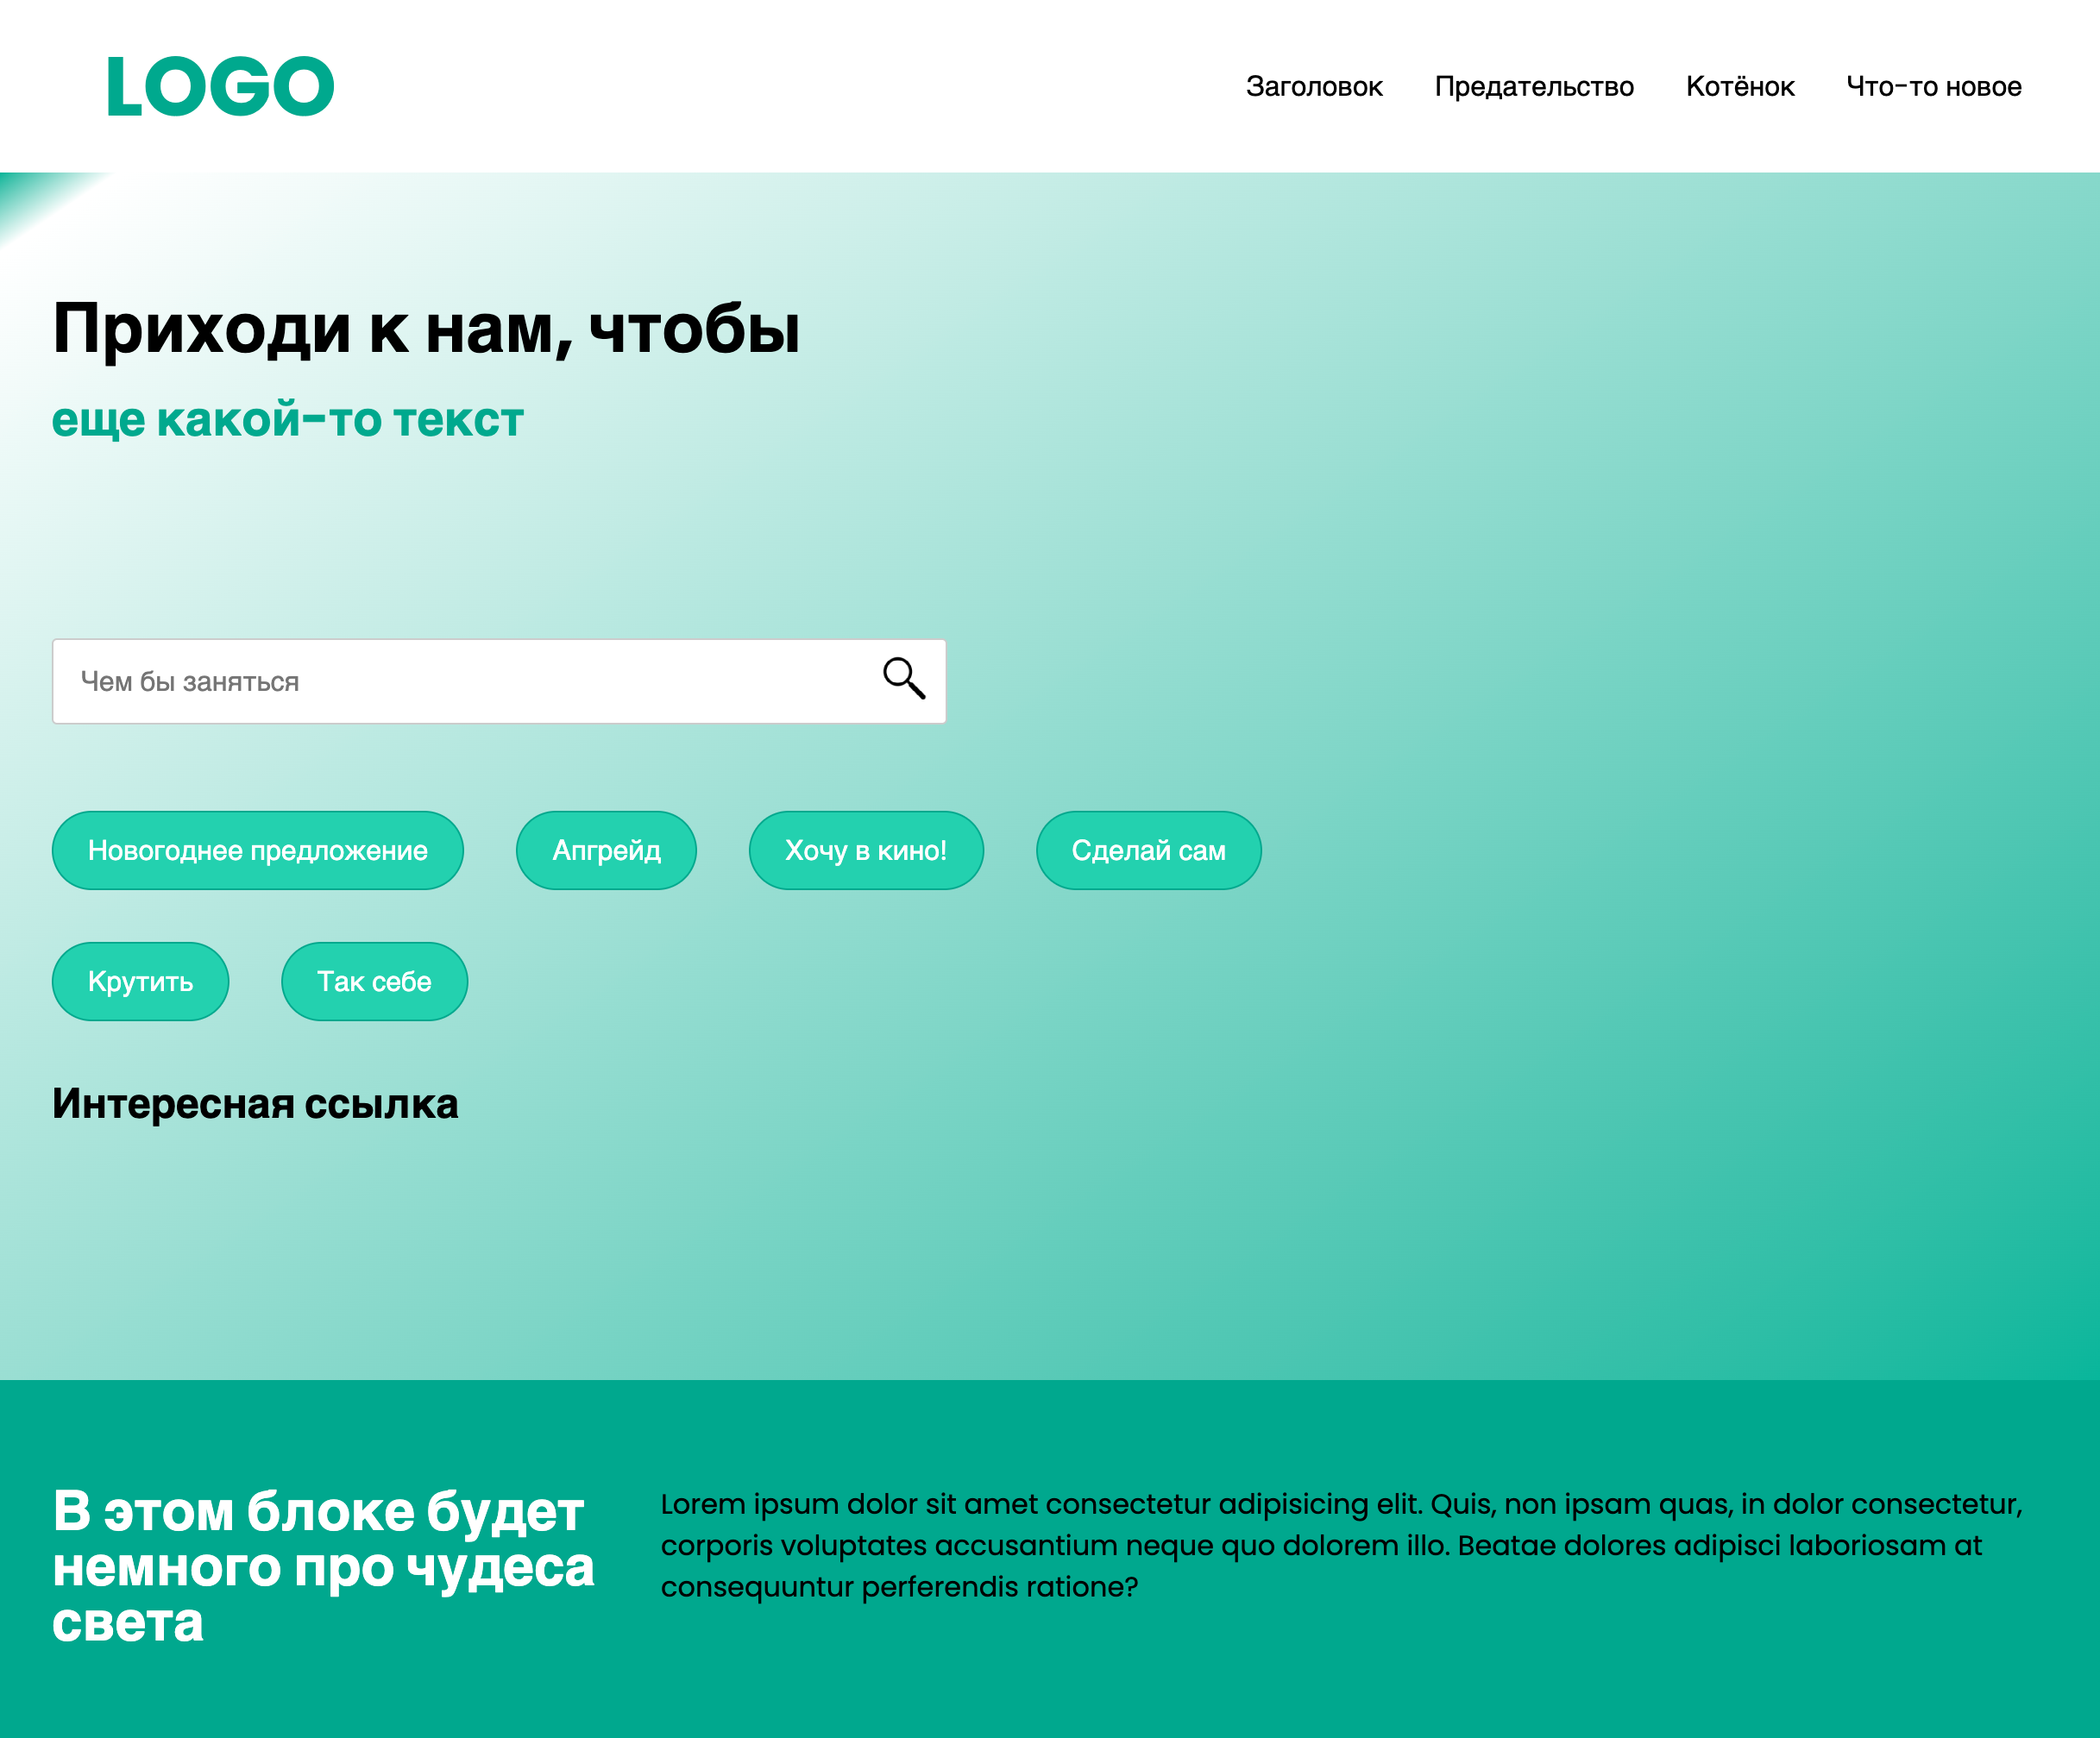 LOGO
Заголовок Предательство Котёнок Что-то новое
Приходи к нам, чтобы
еще какой-то текст
Чем бы заняться
Новогоднее предложение Апгрейд Хочу в кино! Сделай сам
Крутить Так себе
Интересная ссылка
В этом блоке будет
немного про чудеса
света
Lorem ipsum dolor sit amet consectetur adipisicing elit. Quis, non ipsam quas, in dolor consectetur,
corporis voluptates accusantium neque quo dolorem illo. Beatae dolores adipisci laboriosam at
consequuntur perferendis ratione?